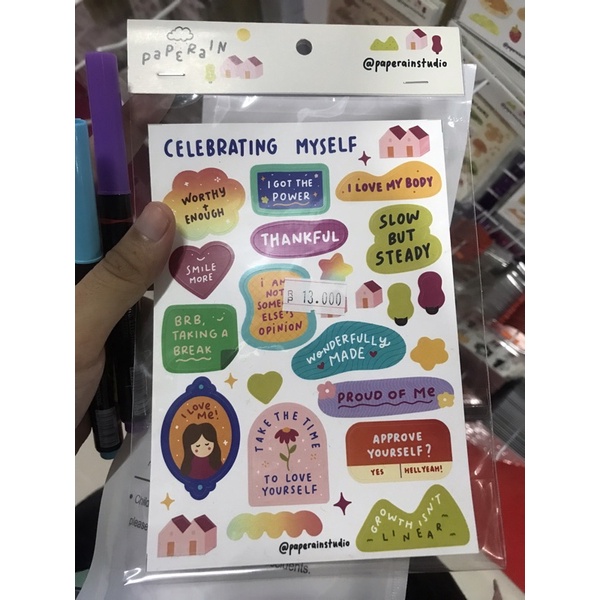 PAPERAIN
@paperainstudio
CELEBRATING MYSELF
WORTHY
+
ENOUGH
I GOT THE
POWER
I LOVE MY BODY
THANKFUL
SLOW
BUT
STEADY
SMILE
MORE
I AM
NOT
ELSE'S
OPINION
13.000
BRB,
TAKING A
BREAK
WONDERFULLY
MADE
PROUD OF ME
I LOVE ME!
TAKE THE TIME
TO LOVE
YOURSELF
APPROVE
YOURSELF?
YES
HELLYEAH!
GROWTH ISN'T
LINEAR
@paperainstudio